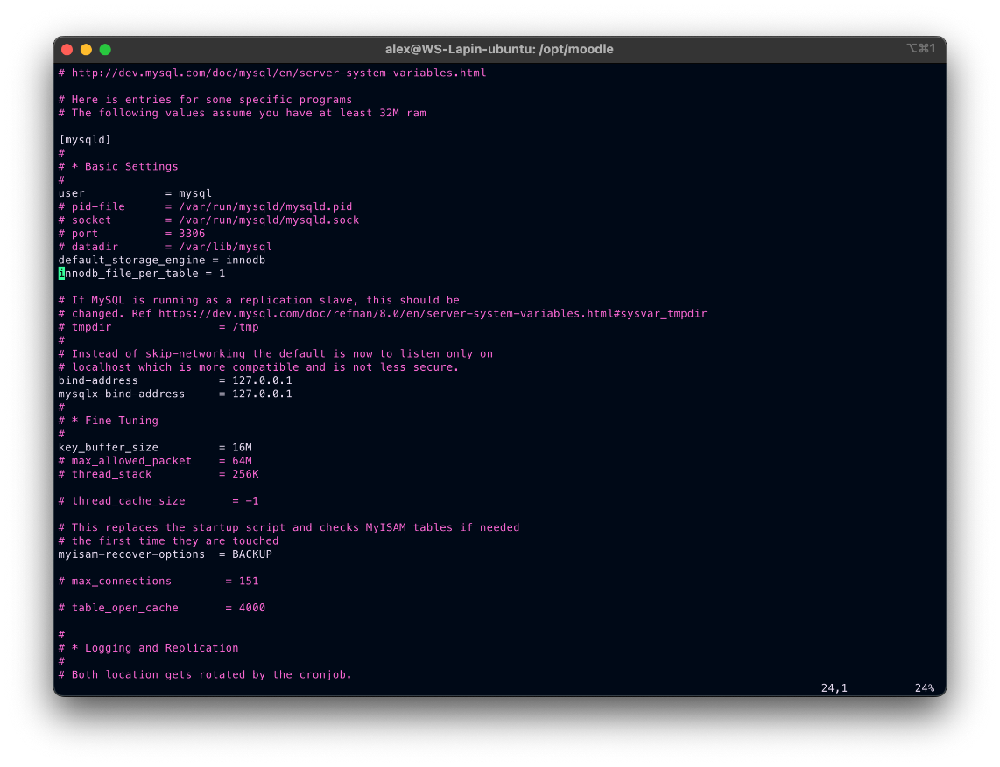 alex@WS-Lapin-ubuntu: /opt/moodle
⌥⌘1
# http://dev.mysql.com/doc/mysql/en/server-system-variables.html
# Here is entries for some specific programs
# The following values assume you have at least 32M ram
[mysqld]
#
# * Basic Settings
#
user            = mysql
# pid-file      = /var/run/mysqld/mysqld.pid
# socket        = /var/run/mysqld/mysqld.sock
# port          = 3306
# datadir       = /var/lib/mysql
default_storage_engine = innodb
innodb_file_per_table = 1
# If MySQL is running as a replication slave, this should be
# changed. Ref https://dev.mysql.com/doc/refman/8.0/en/server-system-variables.html#sysvar_tmpdir
# tmpdir                = /tmp
#
# Instead of skip-networking the default is now to listen only on
# localhost which is more compatible and is not less secure.
bind-address            = 127.0.0.1
mysqlx-bind-address     = 127.0.0.1
#
# * Fine Tuning
#
key_buffer_size         = 16M
# max_allowed_packet    = 64M
# thread_stack          = 256K
# thread_cache_size       = -1
# This replaces the startup script and checks MyISAM tables if needed
# the first time they are touched
myisam-recover-options  = BACKUP
# max_connections        = 151
# table_open_cache       = 4000
#
# * Logging and Replication
#
# Both location gets rotated by the cronjob.
24,1          24%